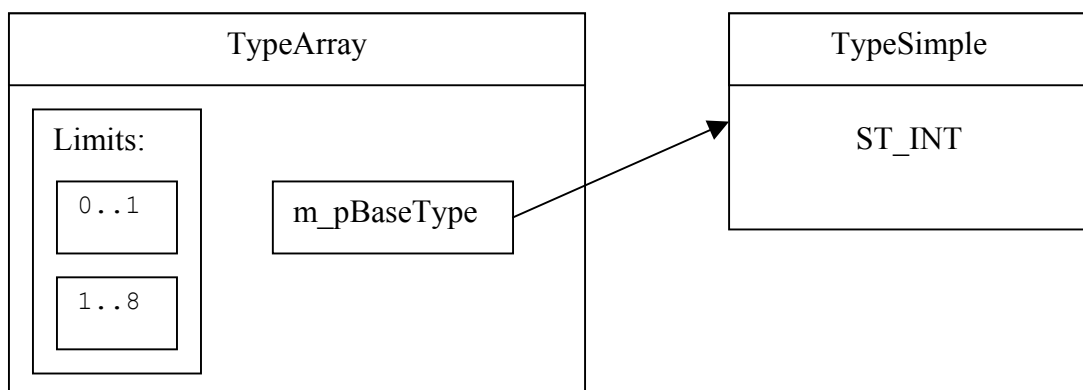 TypeArray
Limits:
0..1
1..8
m_pBaseType
TypeSimple
ST_INT